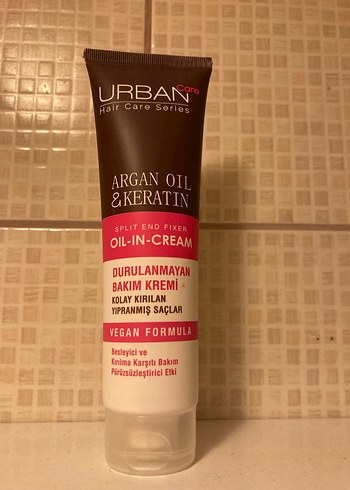 URBAN Care
Hair Care Series
ARGAN OIL
& KERATIN
SPLIT END FIXER
OIL-IN-CREAM
DURULANMAYAN
BAKIM KREMİ
KOLAY KIRILAN
YIPRANMIŞ SAÇLAR
VEGAN FORMULA
Besleyici ve
Kırılma Karşıtı Bakım
Pürüzsüzleştirici Etki